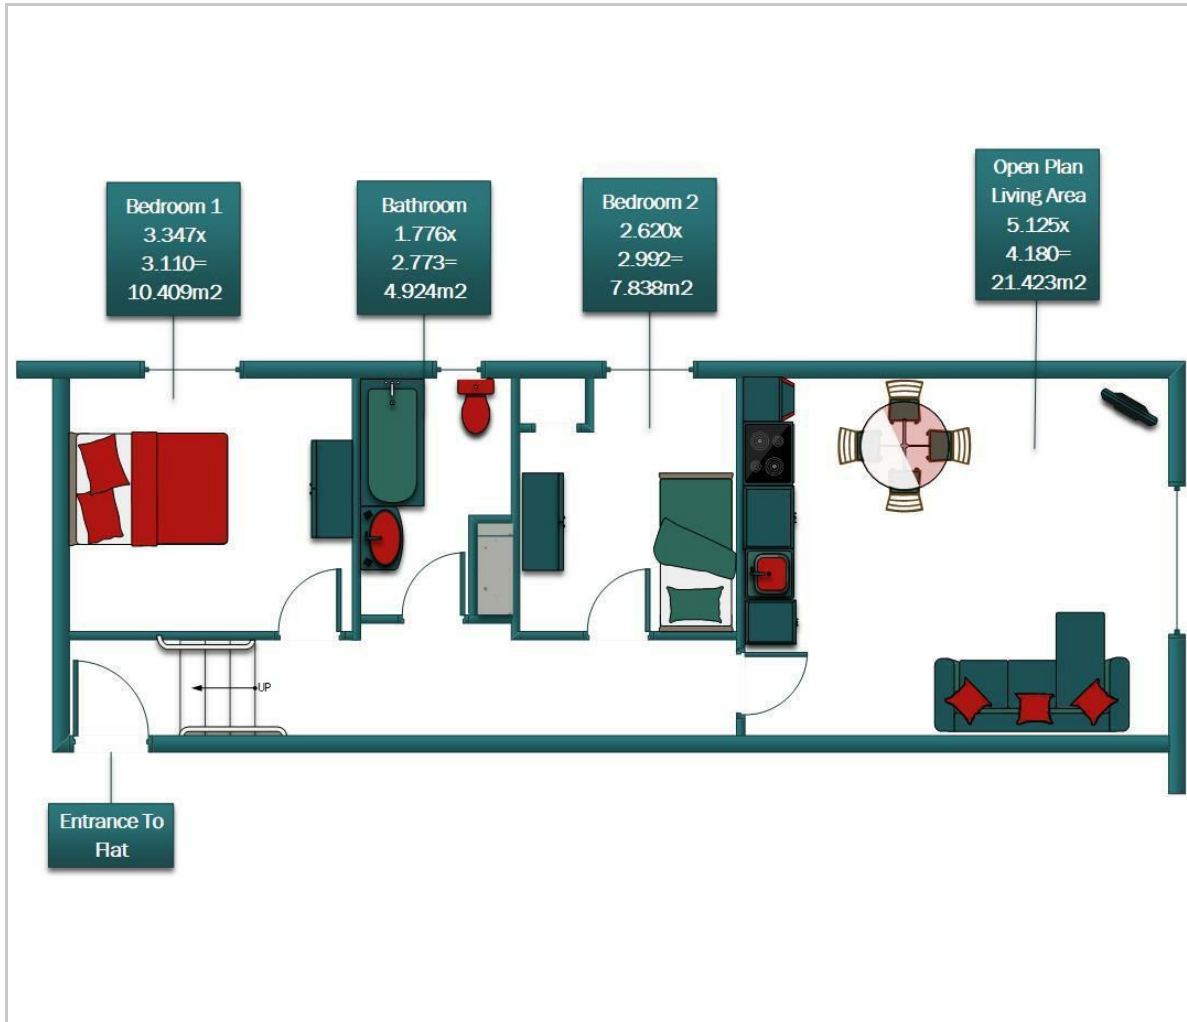 Bedroom 1
3.347x
3.110=
10.409m2
Bathroom
1.776x
2.773=
4.924m2
Bedroom 2
2.620x
2.992=
7.838m2
Open Plan
Living Area
5.125x
4.180=
21.423m2
UP
Entrance To
Flat